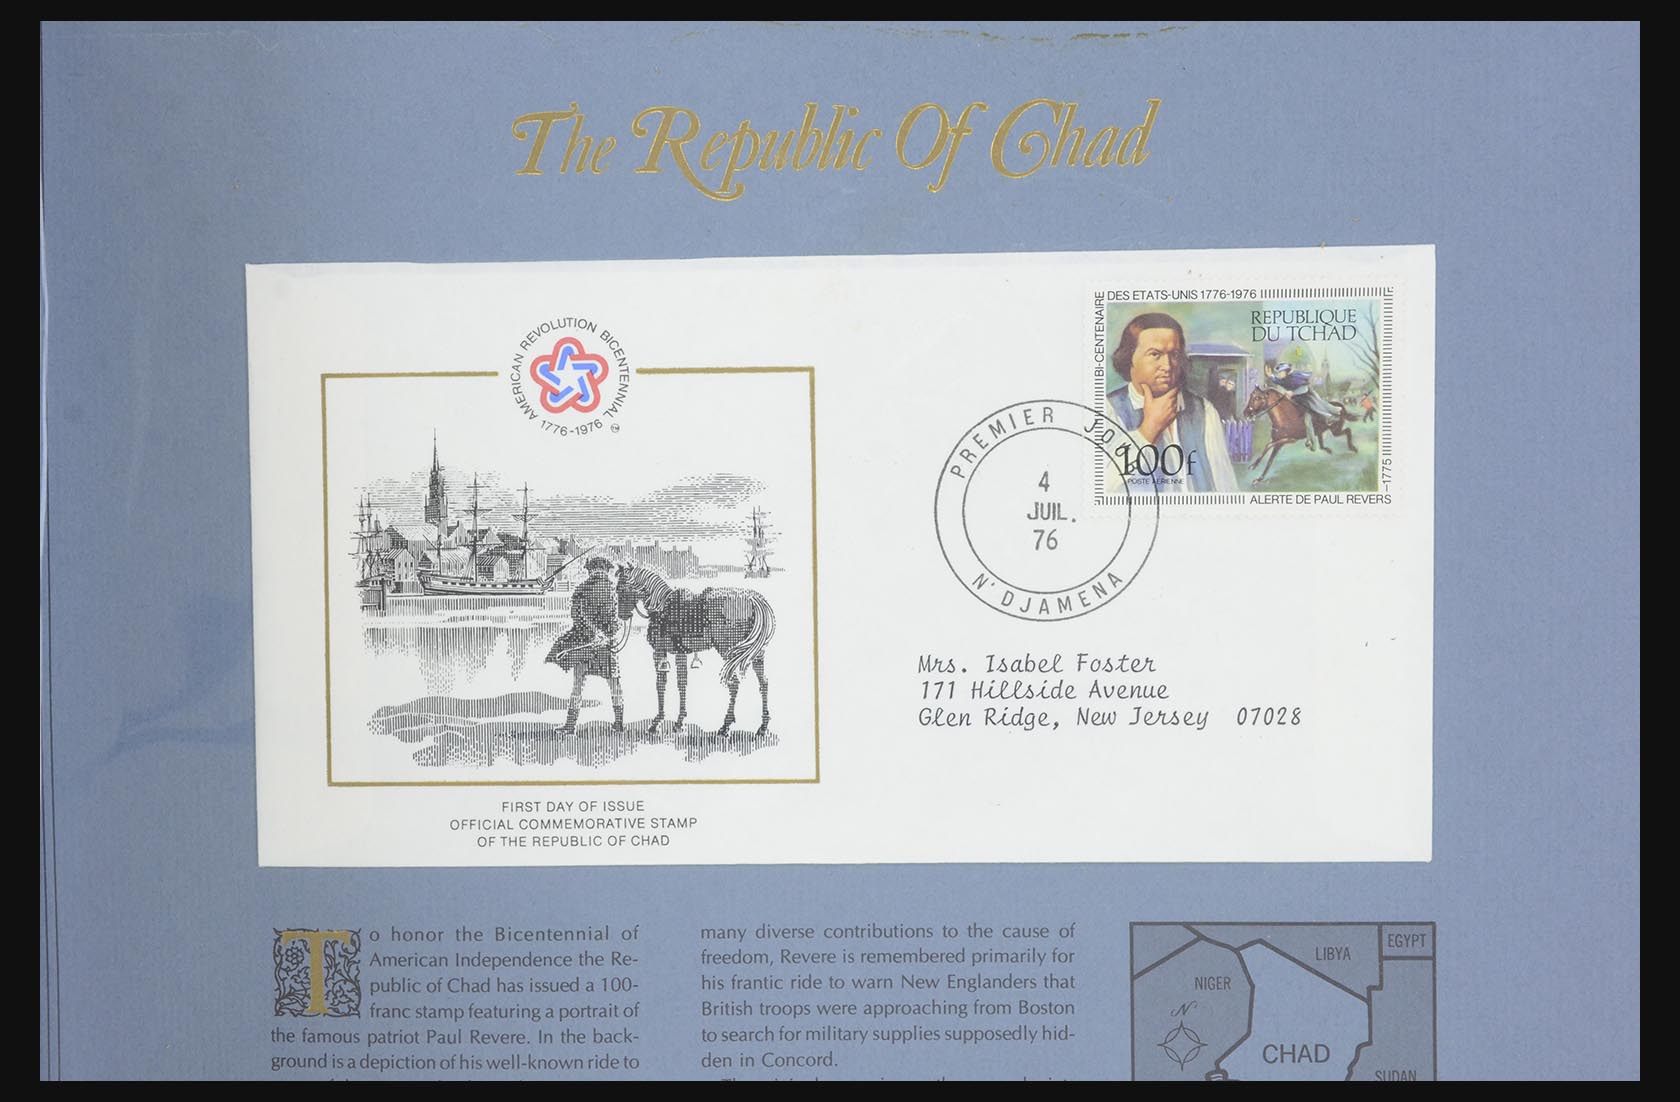 The Republic Of Chad
AMERICAN REVOLUTION BICENTENNIAL
1776-1976
BI-CENTENAIRE DES ETATS-UNIS 1776-1976
REPUBLIQUE
DU TCHAD
100f
POSTE AERIENNE
ALERTE DE PAUL REVERS -1775
PREMIER
4
JUIL.
76
N'DJAMENA
Mrs. Isabel Foster
171 Hillside Avenue
Glen Ridge, New Jersey 07028
FIRST DAY OF ISSUE
OFFICIAL COMMEMORATIVE STAMP
OF THE REPUBLIC OF CHAD
To honor the Bicentennial of
American Independence the Re-
public of Chad has issued a 100-
franc stamp featuring a portrait of
the famous patriot Paul Revere. In the back-
ground is a depiction of his well-known ride to
many diverse contributions to the cause of
freedom, Revere is remembered primarily for
his frantic ride to warn New Englanders that
British troops were approaching from Boston
to search for military supplies supposedly hid-
den in Concord.
EGYPT
LIBYA
NIGER
N
CHAD
SUDAN